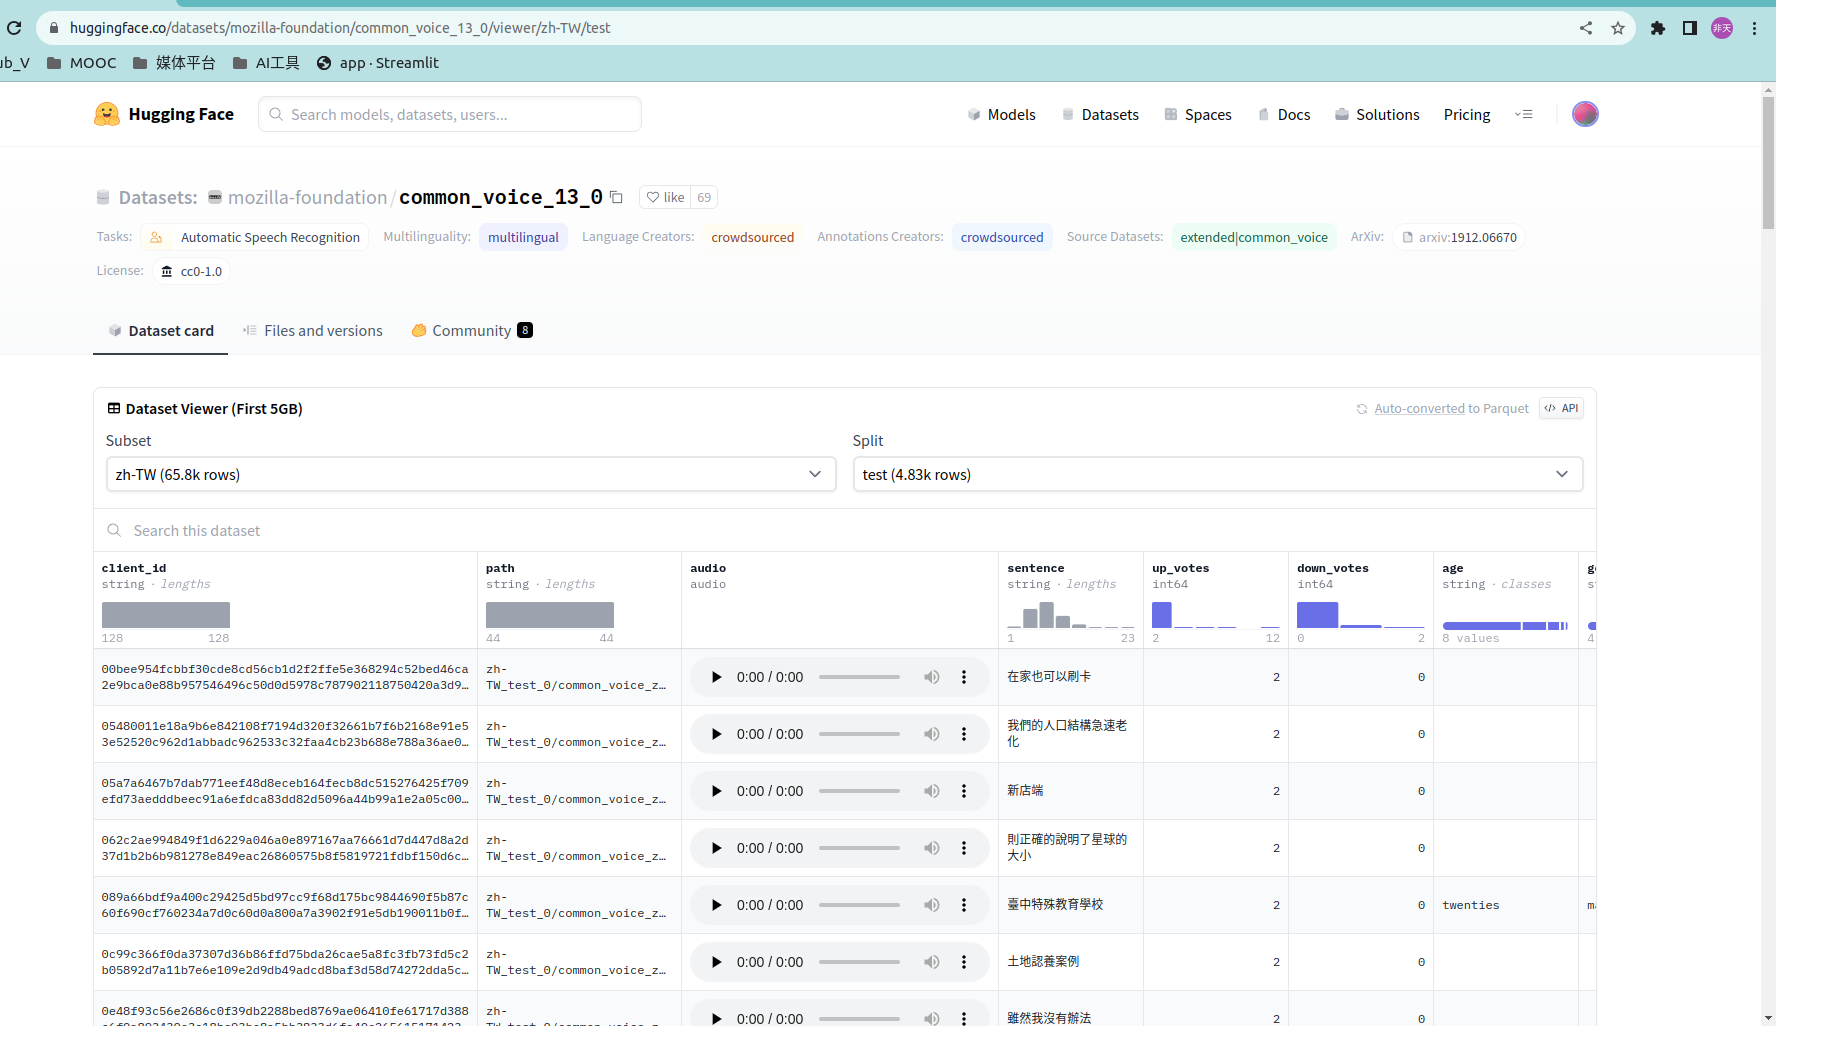 huggingface.co/datasets/mozilla-foundation/common_voice_13_0/viewer/zh-TW/test
非天
ub_V MOOC 媒体平台 AI工具 app · Streamlit
Hugging Face Search models, datasets, users... Models Datasets Spaces Docs Solutions Pricing
Datasets: mozilla-foundation/common_voice_13_0 like 69
Tasks: Automatic Speech Recognition Multilinguality: multilingual Language Creators: crowdsourced Annotations Creators: crowdsourced Source Datasets: extended|common_voice ArXiv: arxiv:1912.06670
License: cc0-1.0
Dataset card Files and versions Community 8
Dataset Viewer (First 5GB) Auto-converted to Parquet API
Subset Split
zh-TW (65.8k rows) test (4.83k rows)
Search this dataset
client_id path audio sentence up_votes down_votes age g
string · lengths string · lengths audio string · lengths int64 int64 string · classes s
128 128 44 44 1 23 2 12 0 2 8 values 4
00bee954fcbbf30cde8cd56cb1d2f2ffe5e368294c52bed46ca zh-
2e9bca0e88b957546496c50d0d5978c787902118750420a3d9… TW_test_0/common_voice_z… 0:00 / 0:00 在家也可以刷卡 2 0
05480011e18a9b6e842108f7194d320f32661b7f6b2168e91e5 zh- 我們的人口結構急速老
3e52520c962d1abbadc962533c32faa4cb23b688e788a36ae0… TW_test_0/common_voice_z… 0:00 / 0:00 化 2 0
05a7a6467b7dab771eef48d8eceb164fecb8dc515276425f709 zh-
efd73aedddbeec91a6efdca83dd82d5096a44b99a1e2a05c00… TW_test_0/common_voice_z… 0:00 / 0:00 新店端 2 0
062c2ae994849f1d6229a046a0e897167aa76661d7d447d8a2d zh- 則正確的說明了星球的
37d1b2b6b981278e849eac26860575b8f5819721fdbf150d6c… TW_test_0/common_voice_z… 0:00 / 0:00 大小 2 0
089a66bdf9a400c29425d5bd97cc9f68d175bc9844690f5b87c zh-
60f690cf760234a7d0c60d0a800a7a3902f91e5db190011b0f… TW_test_0/common_voice_z… 0:00 / 0:00 臺中特殊教育學校 2 0 twenties m
0c99c366f0da37307d36b86ffd75bda26cae5a8fc3fb73fd5c2 zh-
b05892d7a11b7e6e109e2d9db49adcd8baf3d58d74272dda5c… TW_test_0/common_voice_z… 0:00 / 0:00 土地認養案例 2 0
0e48f93c56e2686c0f39db2288bed8769ae06410fe61717d388 zh-
0:00 / 0:00 雖然我沒有辦法 2 0